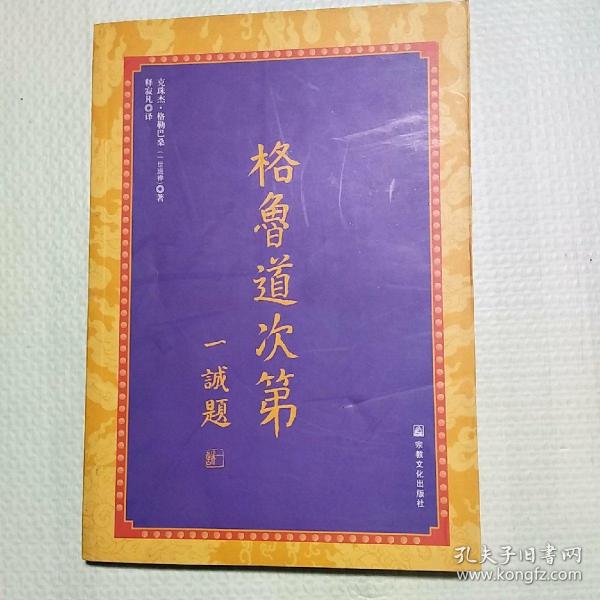 克珠杰·格勒巴桑（一世班禅）◎著
释寂凡◎译
格魯道次第
一誠題
宗教文化出版社
孔夫子旧书网
www.kongfz.com